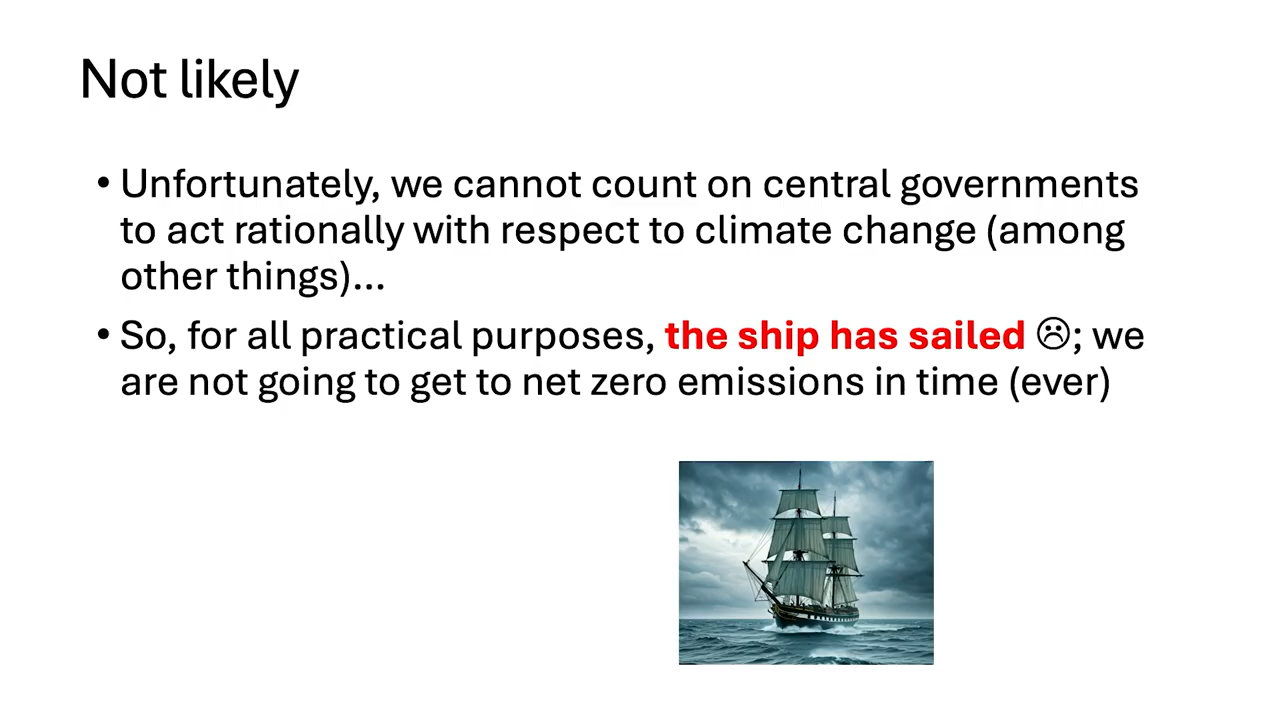 Not likely
• Unfortunately, we cannot count on central governments
to act rationally with respect to climate change (among
other things)...
• So, for all practical purposes, the ship has sailed ☹; we
are not going to get to net zero emissions in time (ever)